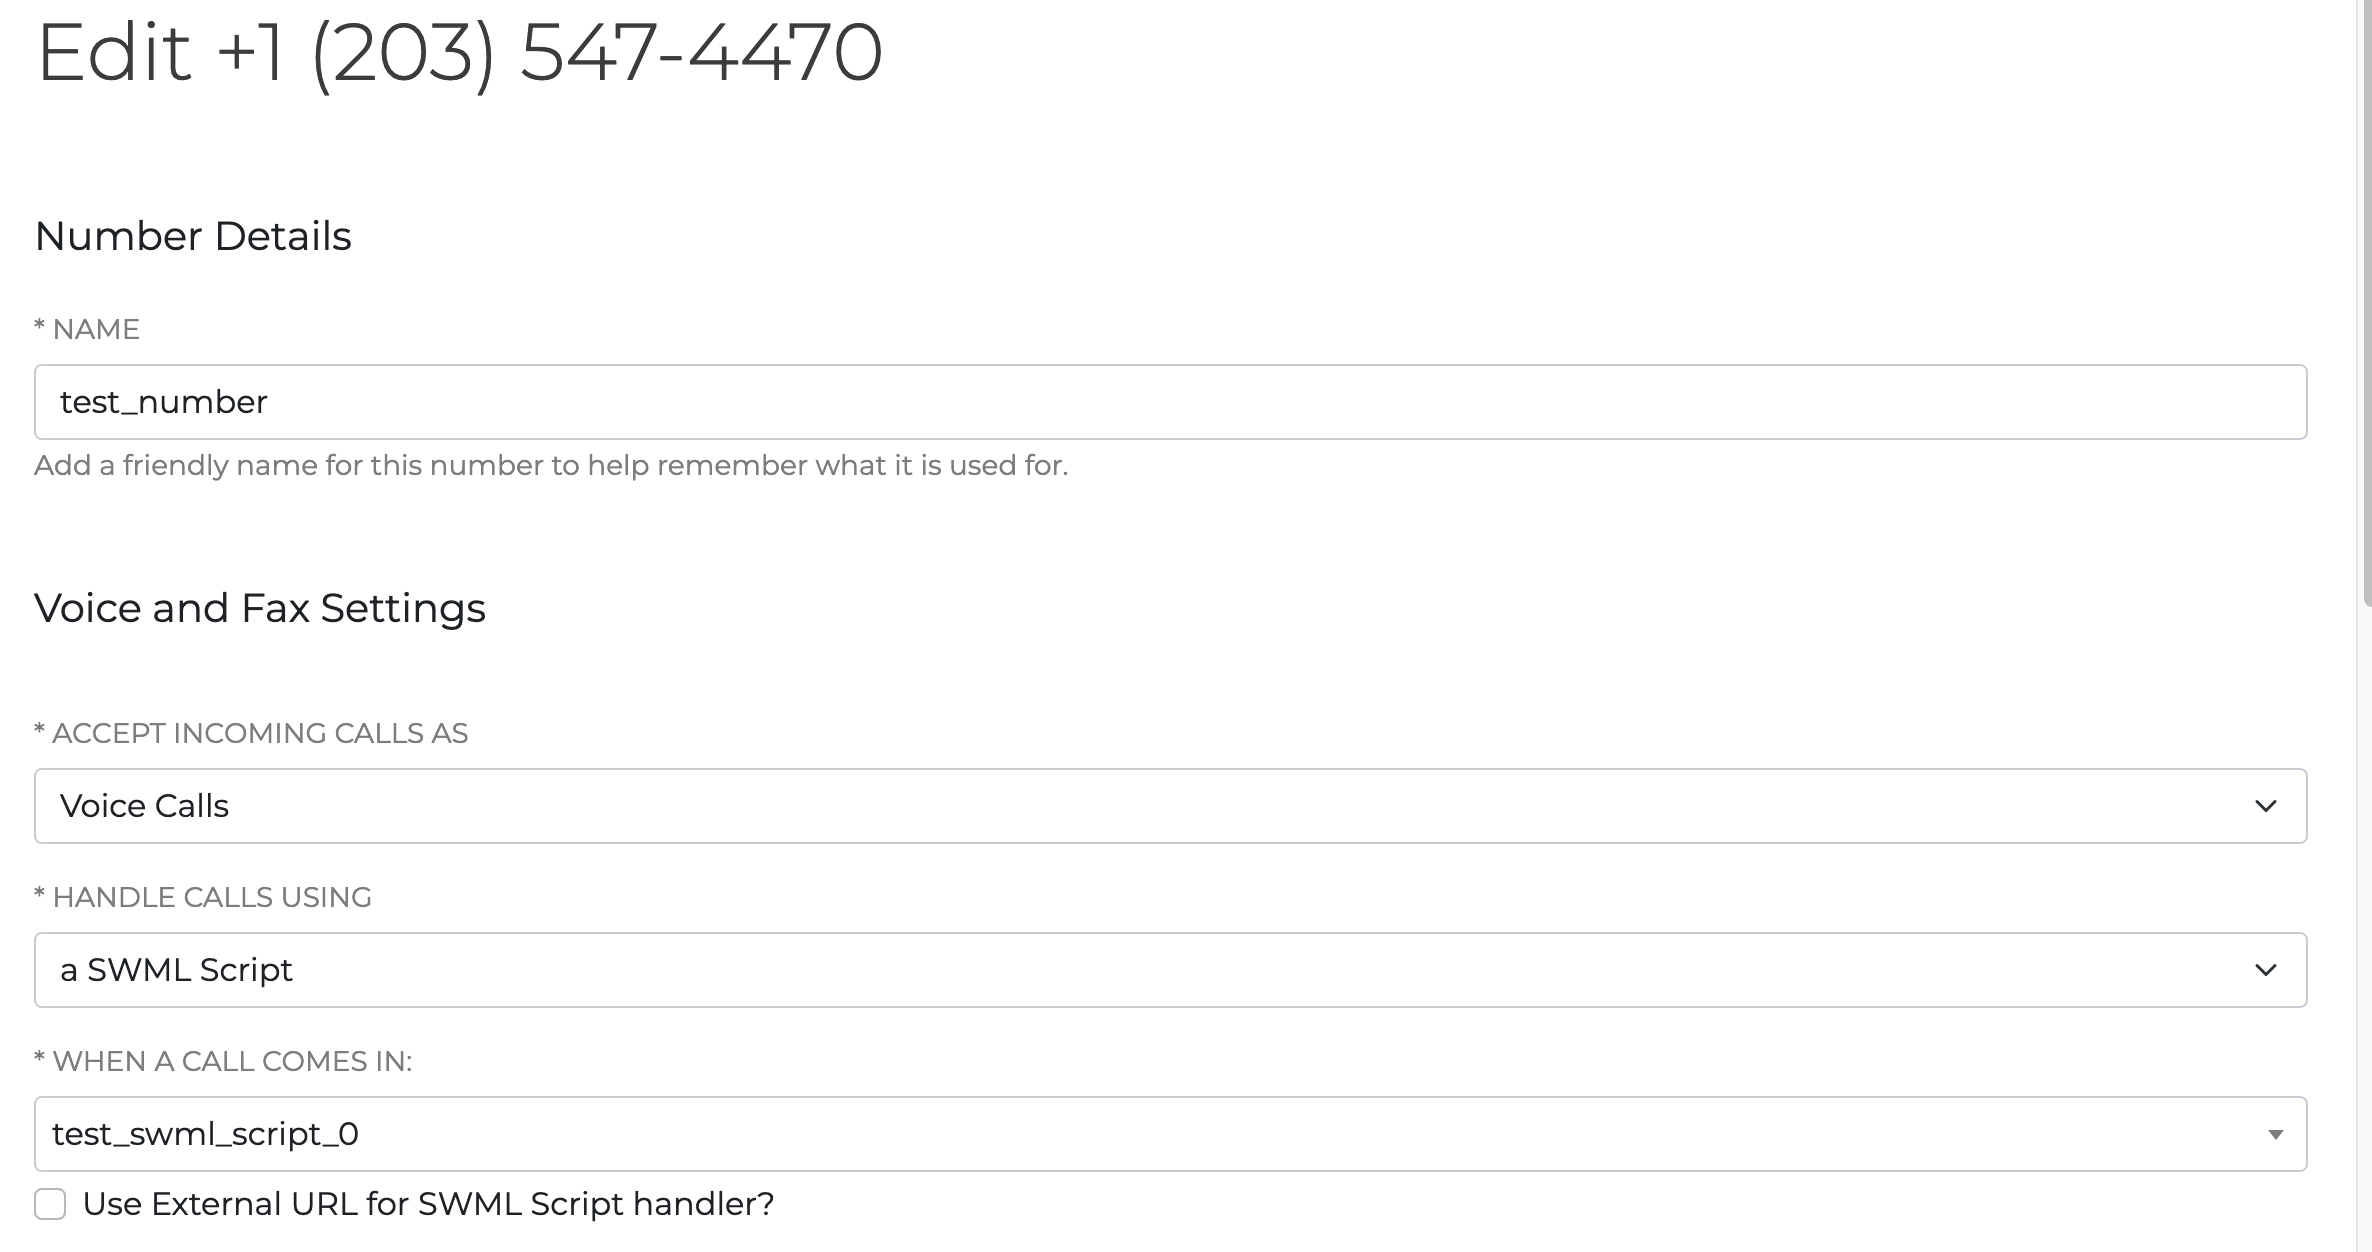 Edit +1 (203) 547-4470
Number Details
* NAME
test_number
Add a friendly name for this number to help remember what it is used for.
Voice and Fax Settings
* ACCEPT INCOMING CALLS AS
Voice Calls
* HANDLE CALLS USING
a SWML Script
* WHEN A CALL COMES IN:
test_swml_script_0
Use External URL for SWML Script handler?